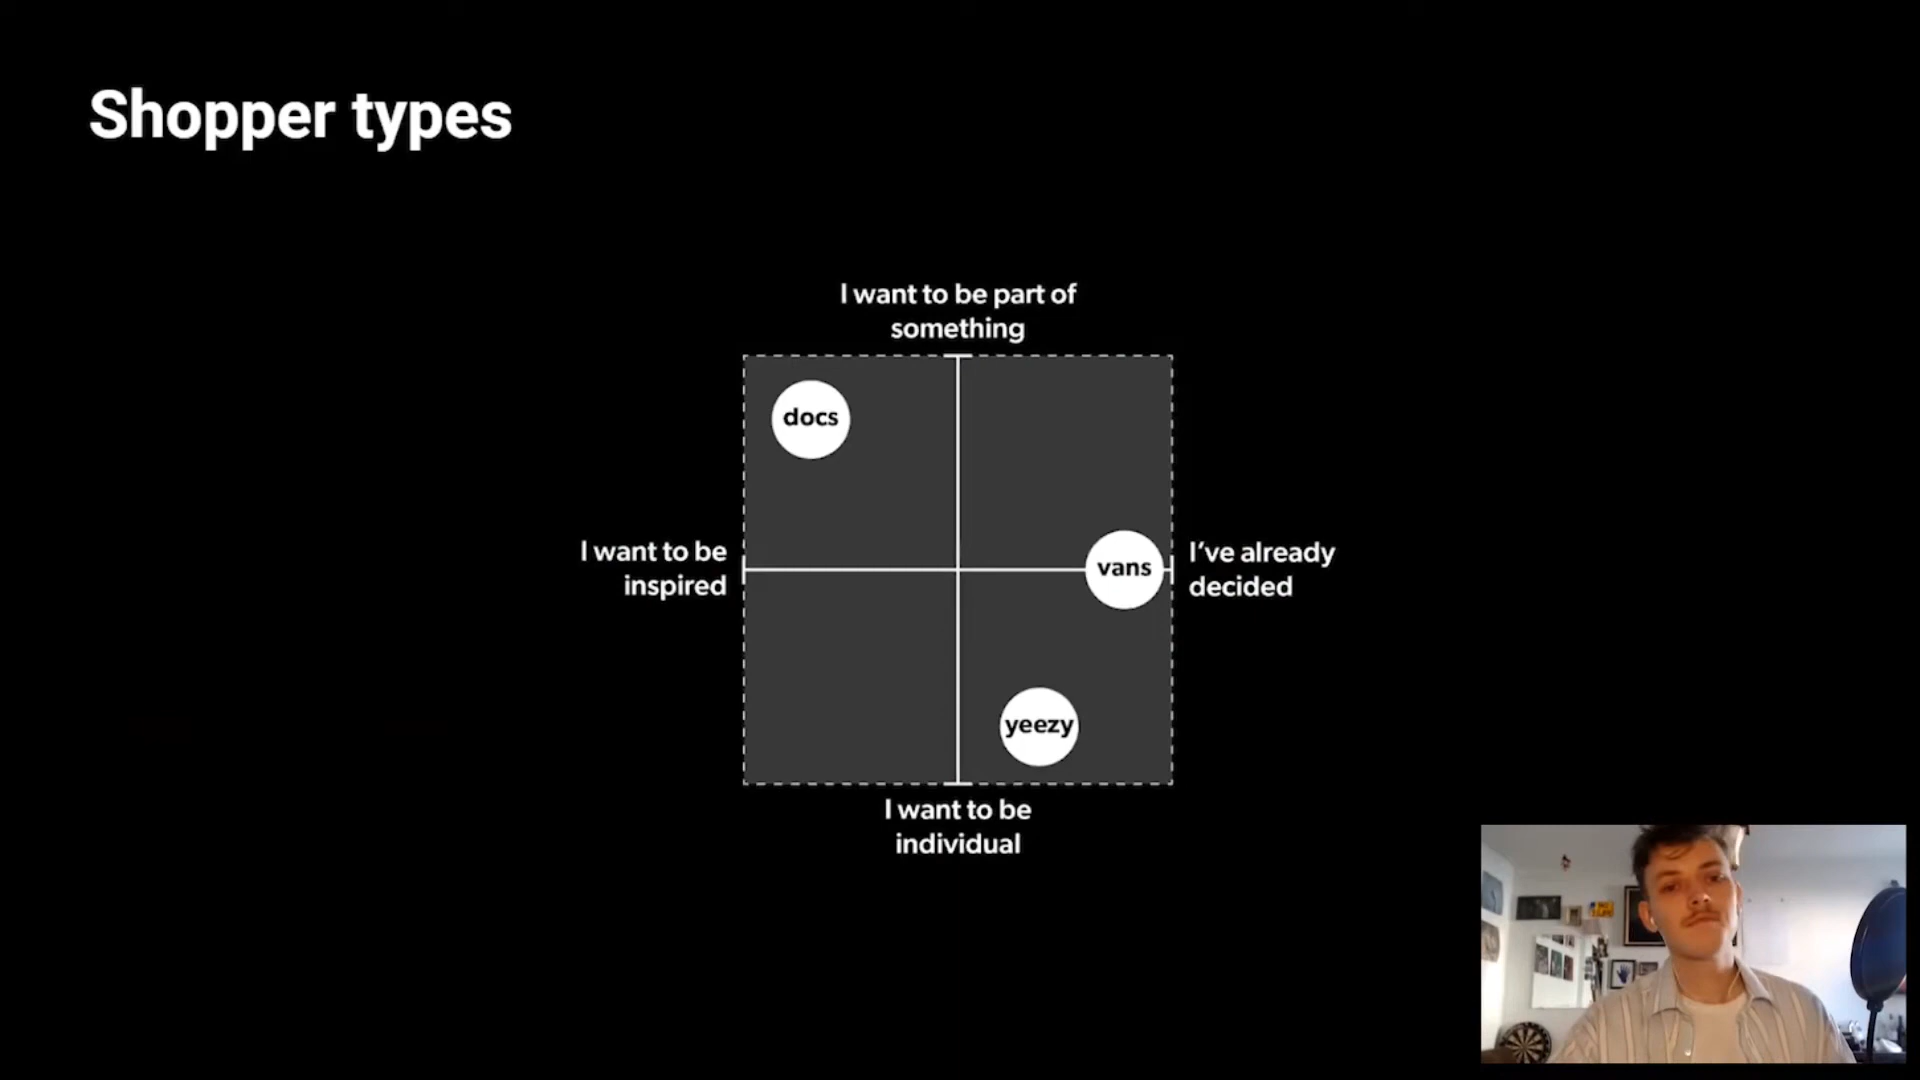 Shopper types
I want to be part of
something
docs
I want to be
inspired
vans
I've already
decided
yeezy
I want to be
individual